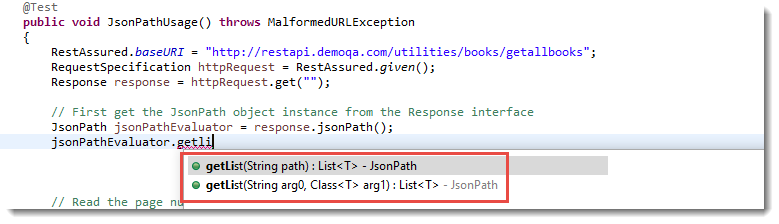 @Test
public void JsonPathUsage() throws MalformedURLException
{
RestAssured.baseURI = "http://restapi.demoqa.com/utilities/books/getallbooks";
RequestSpecification httpRequest = RestAssured.given();
Response response = httpRequest.get("");
// First get the JsonPath object instance from the Response interface
JsonPath jsonPathEvaluator = response.jsonPath();
jsonPathEvaluator.getli
getList(String path) : List<T> - JsonPath
getList(String arg0, Class<T> arg1) : List<T> - JsonPath
// Read the page nu